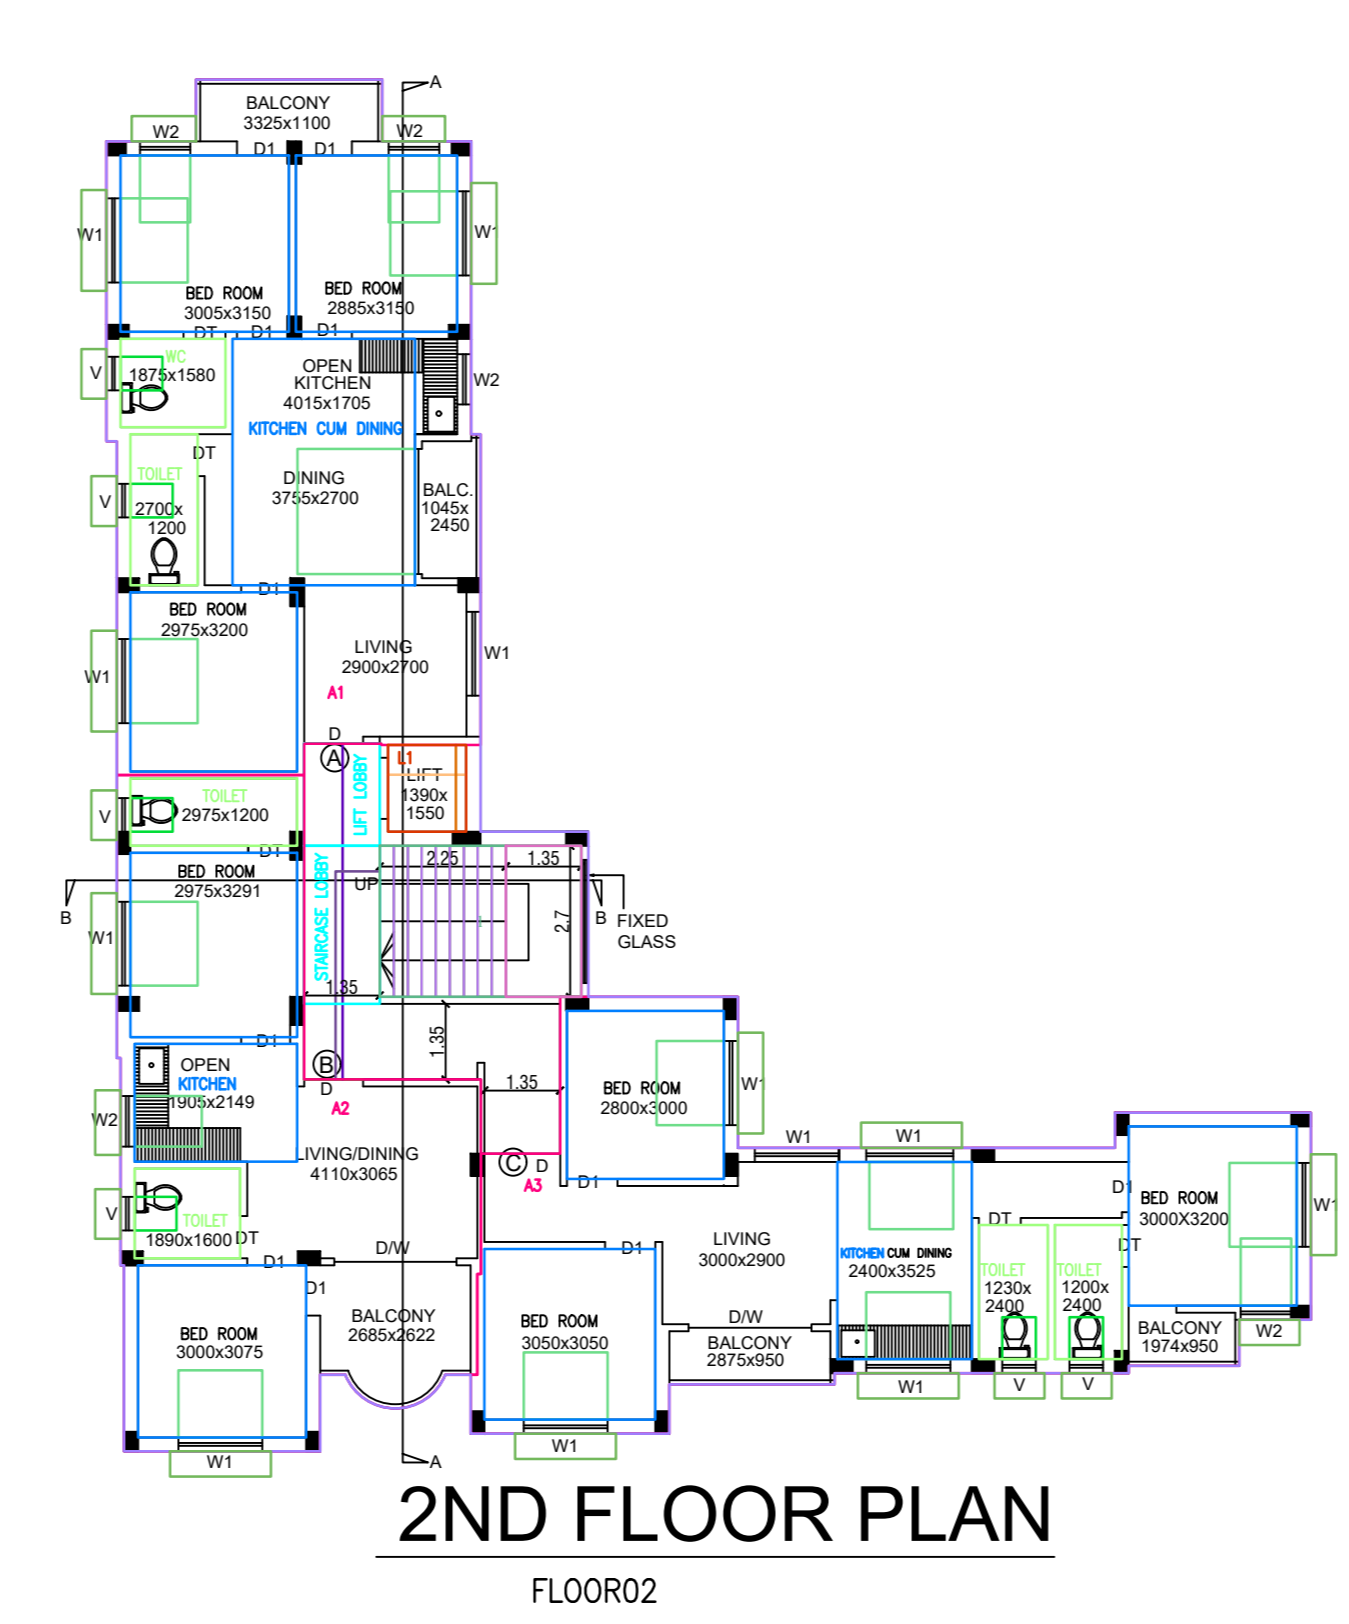 A
BALCONY
3325x1100
W2
W2
D1
D1
W1
W1
BED ROOM
3005x3150
BED ROOM
2885x3150
DT
D1
D1
WC
1875x1580
V
OPEN
KITCHEN
4015x1705
W2
KITCHEN CUM DINING
DT
TOILET
2700x
1200
V
DINING
3755x2700
BALC.
1045x
2450
D1
BED ROOM
2975x3200
LIVING
2900x2700
W1
W1
A1
D
A
LIFT LOBBY
L1
LIFT
1390x
1550
TOILET
2975x1200
V
DT
BED ROOM
2975x3291
STAIRCASE LOBBY
2.25
1.35
UP
B
B
2.7
FIXED
GLASS
W1
1.35
1.35
D1
OPEN
KITCHEN
1905x2149
W2
B
D
A2
1.35
BED ROOM
2800x3000
W1
LIVING/DINING
4110x3065
C
D
A3
D1
W1
W1
D1
BED ROOM
3000X3200
W1
V
TOILET
1890x1600
DT
D1
D/W
D1
LIVING
3000x2900
KITCHEN CUM DINING
2400x3525
DT
DT
TOILET
1230x
2400
TOILET
1200x
2400
D1
BED ROOM
3000x3075
BALCONY
2685x2622
BED ROOM
3050x3050
D/W
BALCONY
2875x950
BALCONY
1974x950
W2
W1
V
V
W1
W1
A
2ND FLOOR PLAN
FLOOR02